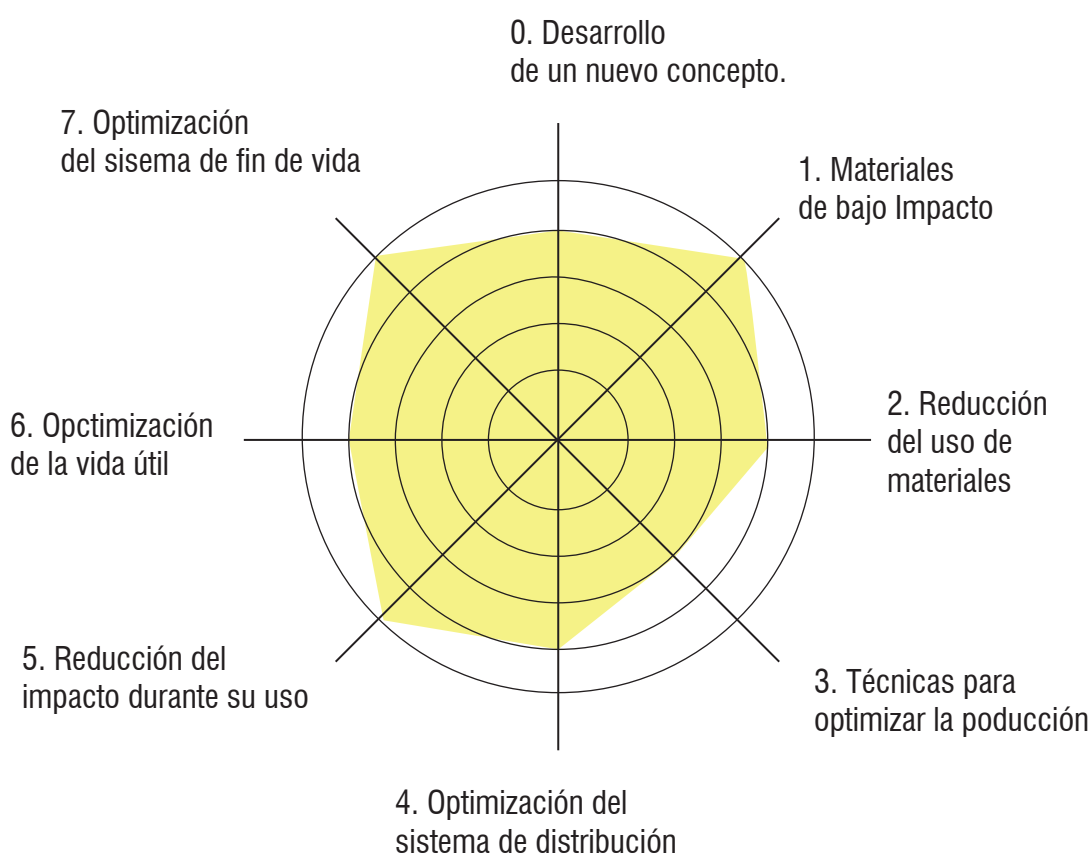 0. Desarrollo
de un nuevo concepto.
1. Materiales
de bajo Impacto
2. Reducción
del uso de
materiales
3. Técnicas para
optimizar la poducción
4. Optimización del
sistema de distribución
5. Reducción del
impacto durante su uso
6. Opctimización
de la vida útil
7. Optimización
del sisema de fin de vida